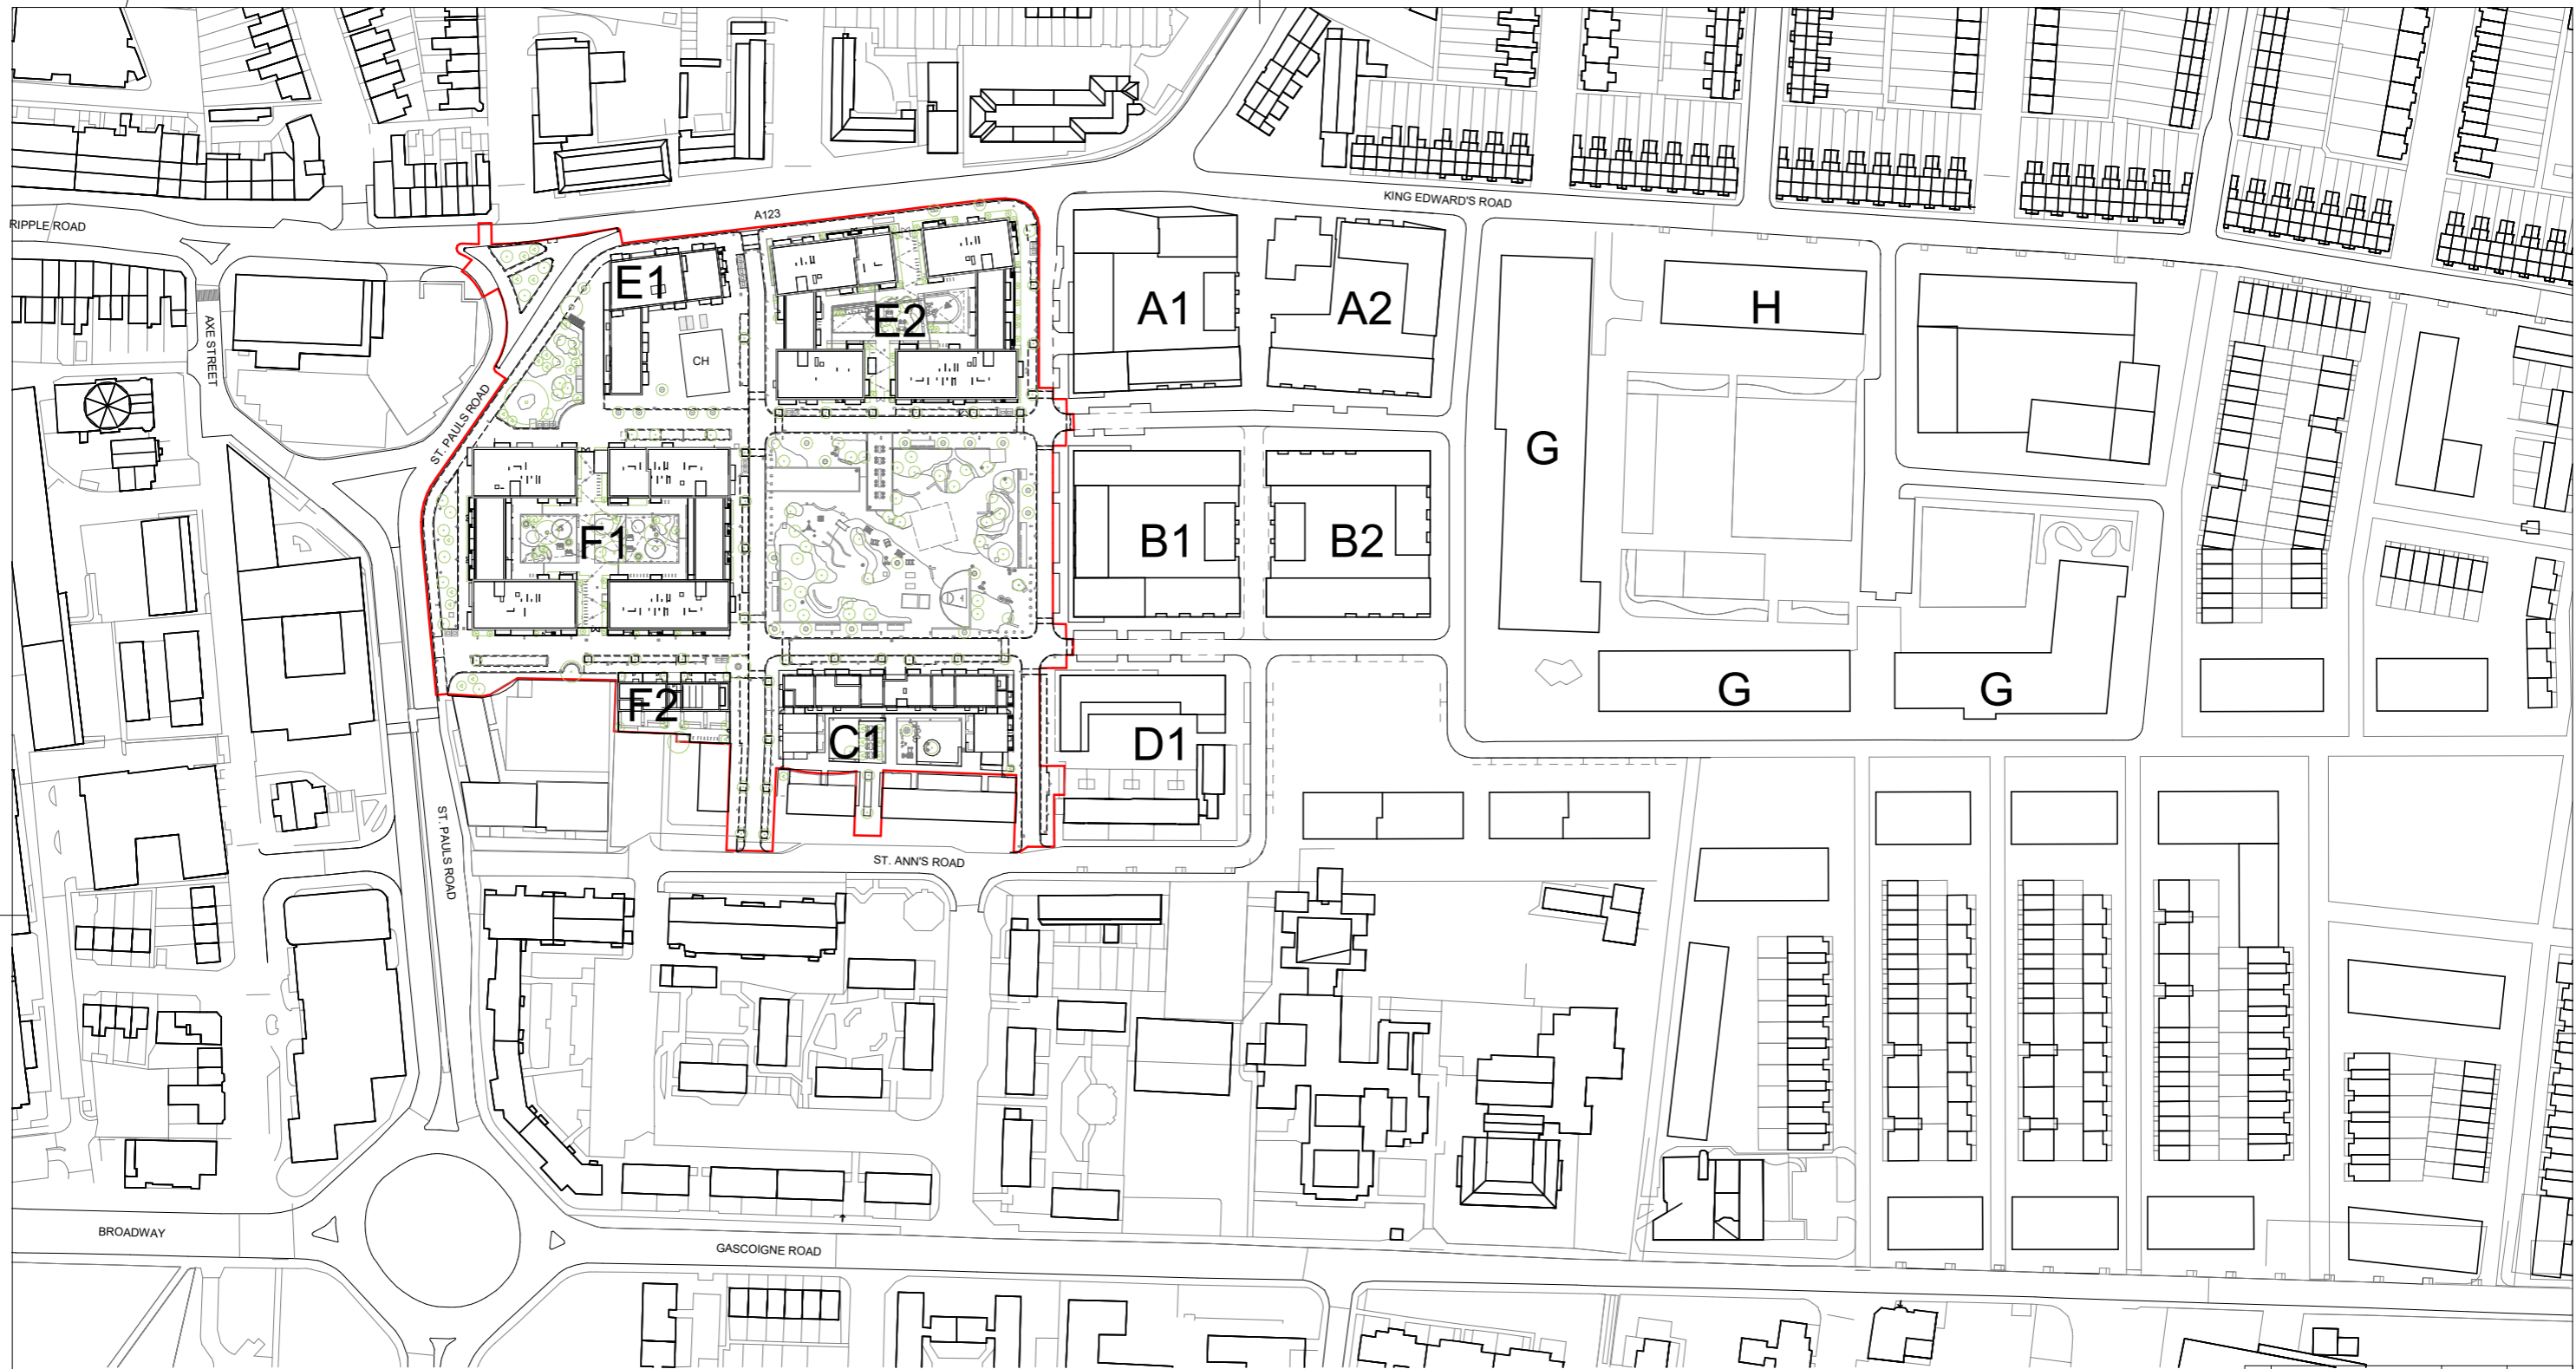 A123
KING EDWARD'S ROAD
RIPPLE ROAD
E1
E2
A1
A2
H
AXE STREET
CH
ST. PAULS ROAD
G
F1
B1
B2
F2
G
G
C1
D1
ST. PAULS ROAD
ST. ANN'S ROAD
BROADWAY
GASCOIGNE ROAD